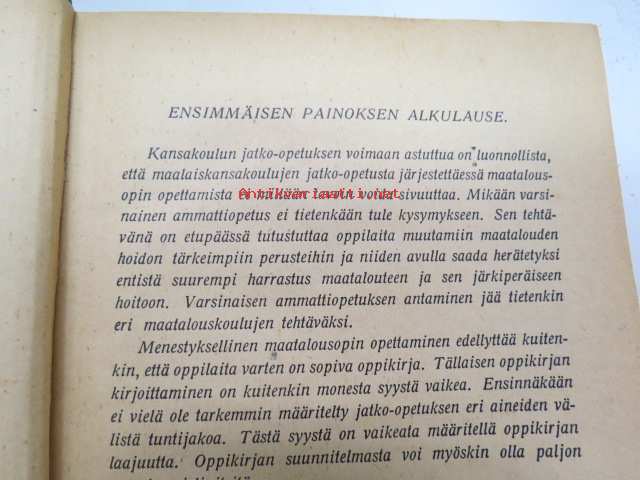 ENSIMMÄISEN PAINOKSEN ALKULAUSE.
Kansakoulun jatko-opetuksen voimaan astuttua on luonnollista,
että maalaiskansakoulujen jatko-opetusta järjestettäessä maatalous-
opin opettamista ei mikään tavoin voida sivuuttaa. Mikään varsi-
nainen ammattiopetus ei tietenkään tule kysymykseen. Sen tehtä-
vänä on etupäässä tutustuttaa oppilaita muutamiin maatalouden
hoidon tärkeimpiin perusteihin ja niiden avulla saada herätetyksi
entistä suurempi harrastus maatalouteen ja sen järkiperäiseen
hoitoon. Varsinaisen ammattiopetuksen antaminen jää tietenkin
eri maatalouskoulujen tehtäväksi.
Menestyksellinen maatalousopin opettaminen edellyttää kuiten-
kin, että oppilaita varten on sopiva oppikirja. Tällaisen oppikirjan
kirjoittaminen on kuitenkin monesta syystä vaikea. Ensinnäkään
ei vielä ole tarkemmin määritelty jatko-opetuksen eri aineiden vä-
listä tuntijakoa. Tästä syystä on vaikeata määritellä oppikirjan
laajuutta. Oppikirjan suunnitelmasta voi myöskin olla paljon